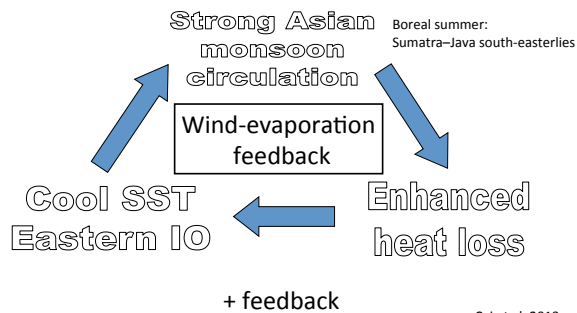 Strong Asian
monsoon
circulation
Boreal summer:
Sumatra–Java south-easterlies
Wind-evaporation
feedback
Cool SST
Eastern IO
Enhanced
heat loss
+ feedback